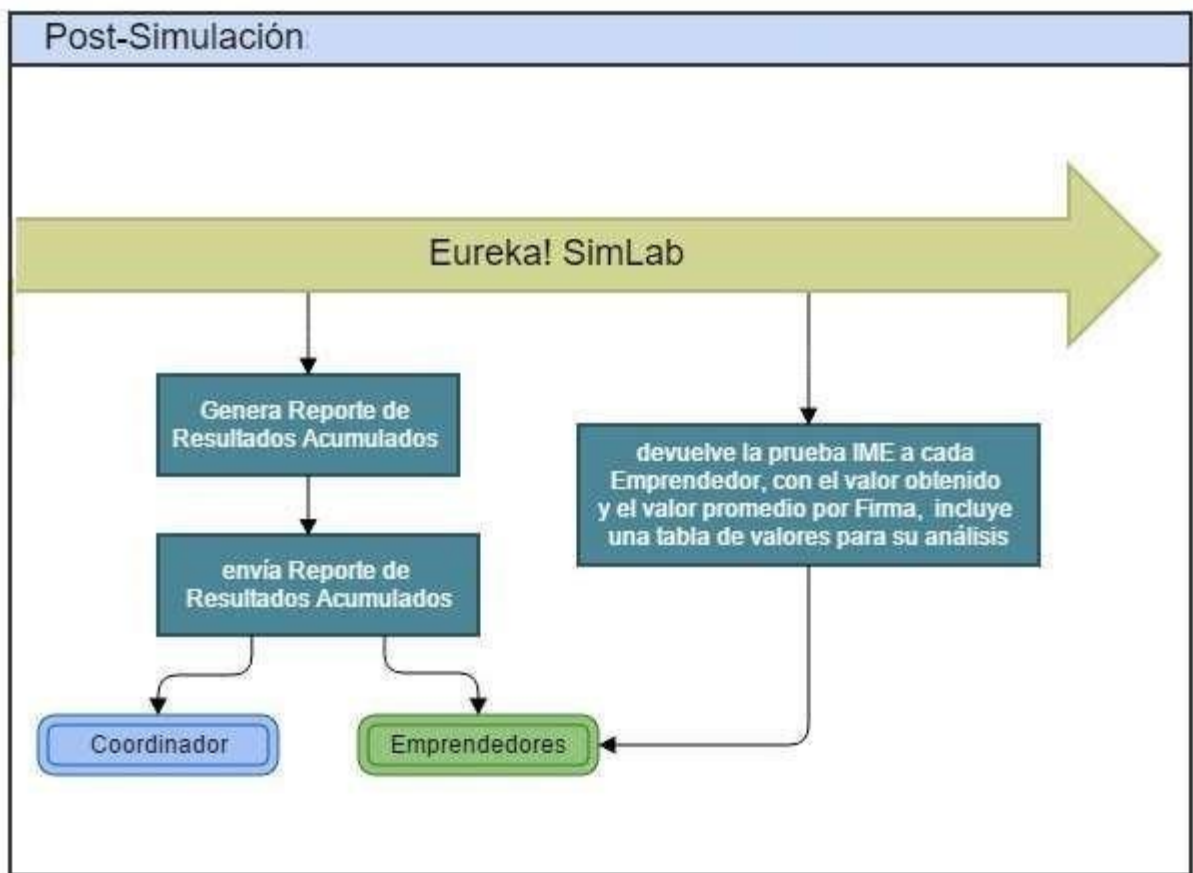 Post-Simulación
Eureka! SimLab
Genera Reporte de
Resultados Acumulados
envía Reporte de
Resultados Acumulados
devuelve la prueba IME a cada
Emprendedor, con el valor obtenido
y el valor promedio por Firma, incluye
una tabla de valores para su análisis
Coordinador
Emprendedores